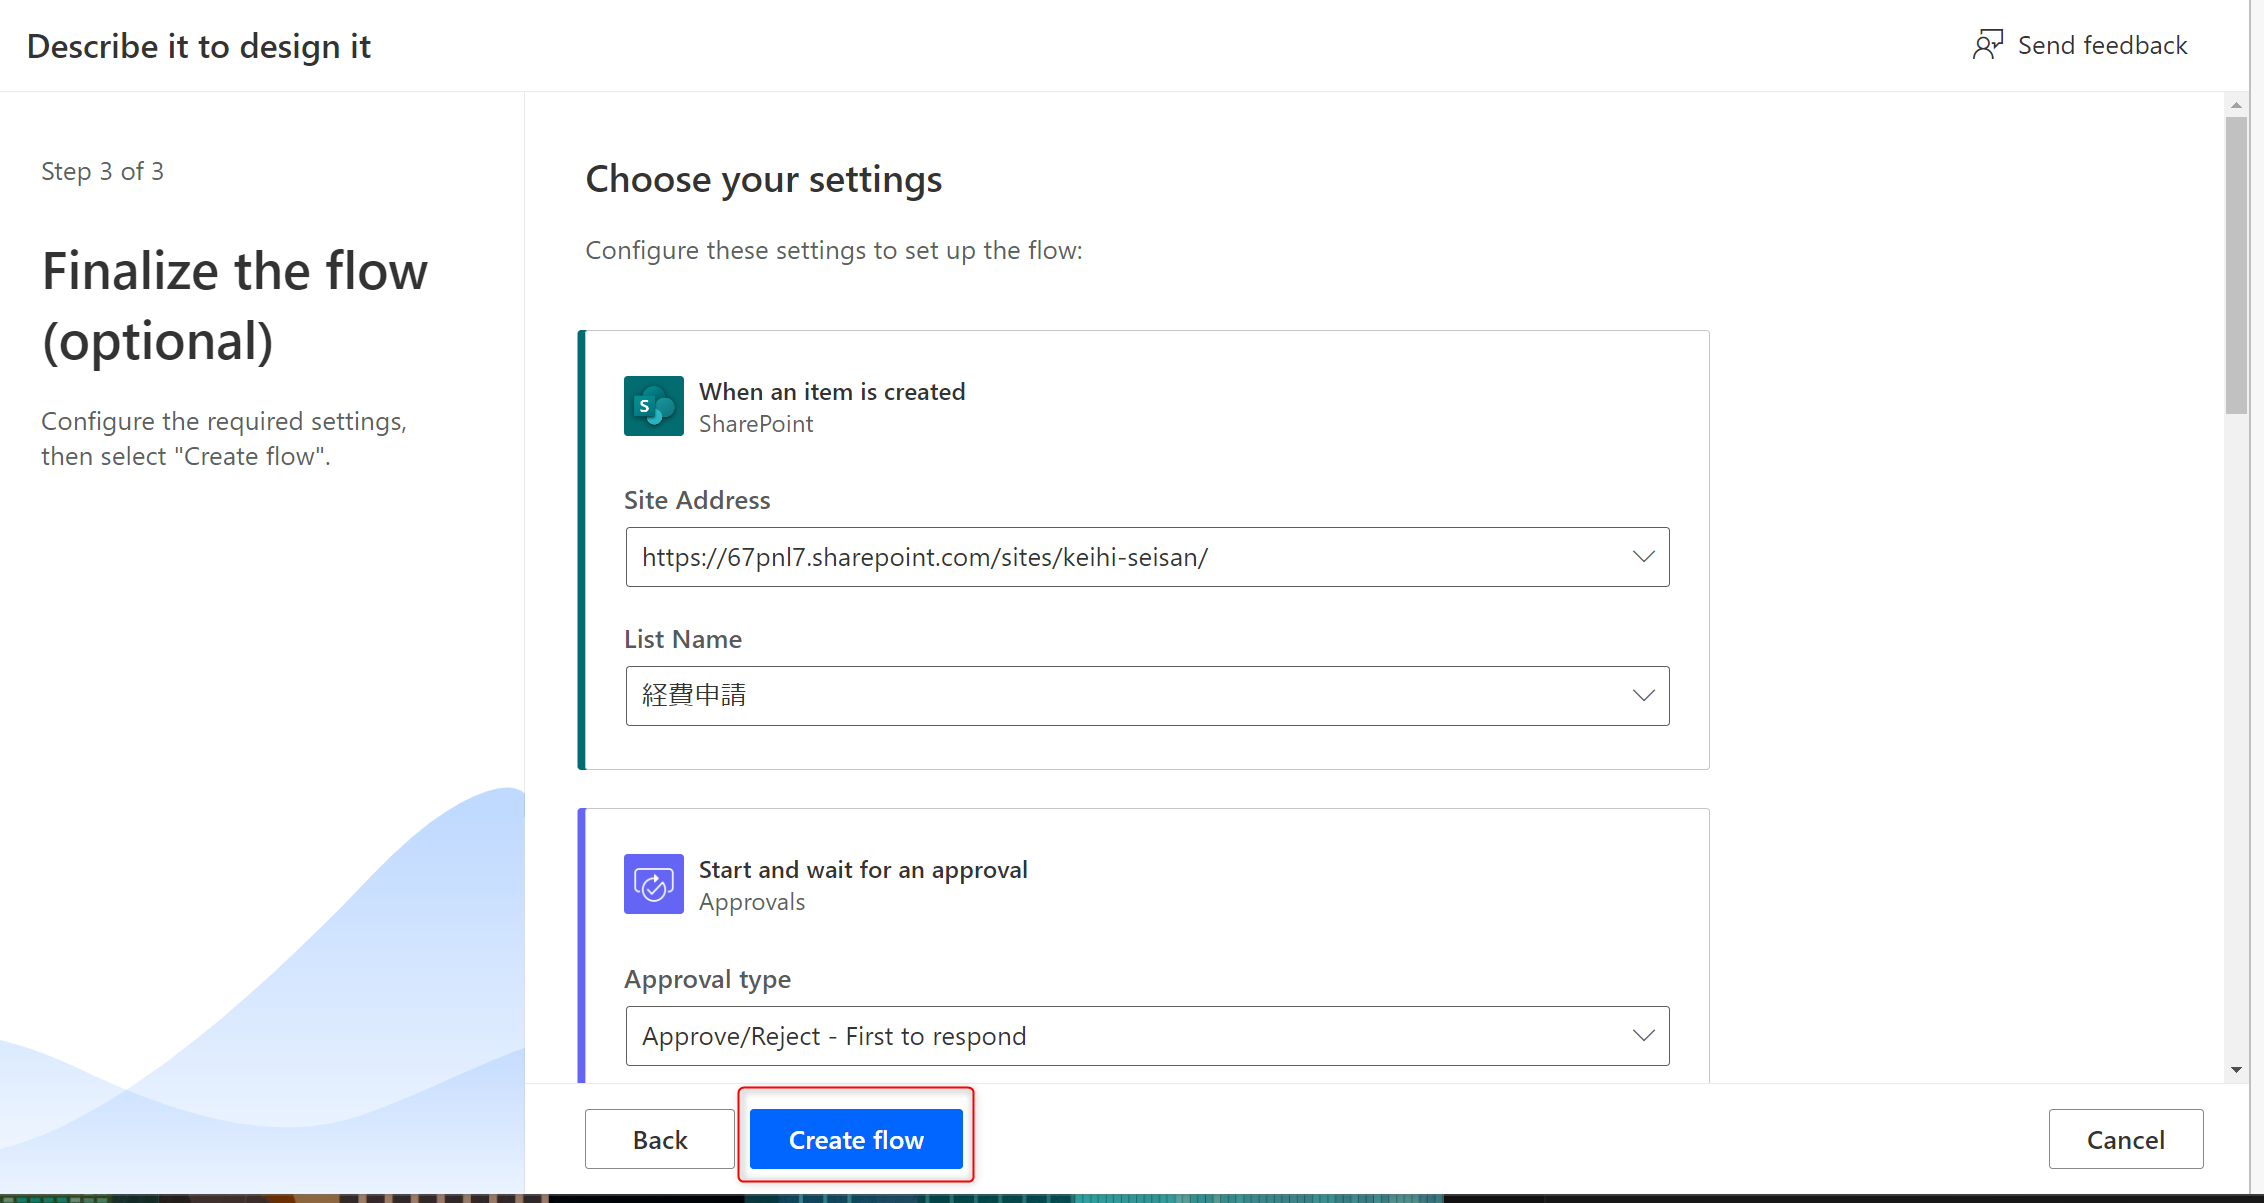 Describe it to design it
Send feedback
Step 3 of 3
Finalize the flow
(optional)
Configure the required settings,
then select "Create flow".
Choose your settings
Configure these settings to set up the flow:
S
When an item is created
SharePoint
Site Address
https://67pnl7.sharepoint.com/sites/keihi-seisan/
List Name
経費申請
Start and wait for an approval
Approvals
Approval type
Approve/Reject - First to respond
Back
Create flow
Cancel